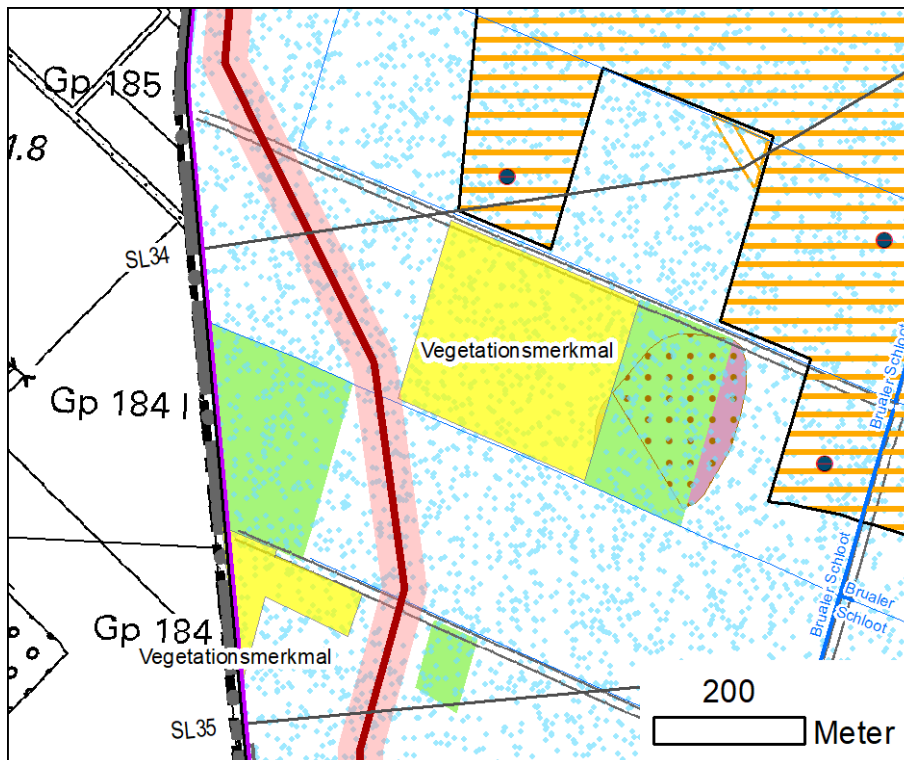 Gp 185
1.8
SL34
Vegetationsmerkmal
Brualer Schloot
Gp 184 I
Brualer Schloot
Brualer
Schloot
Gp 184
Vegetationsmerkmal
SL35
200
Meter